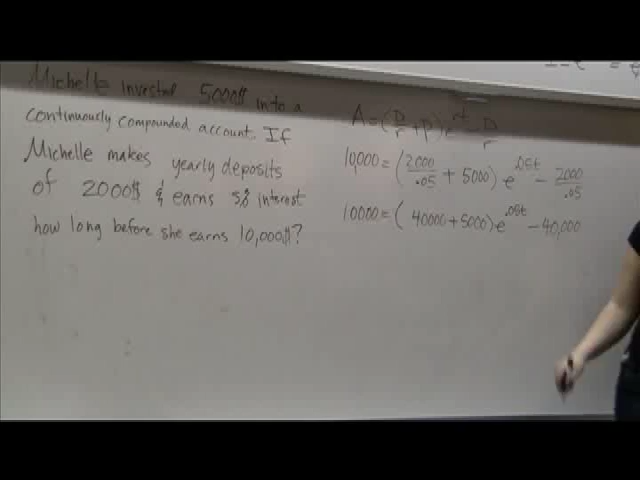 Michelle invested 5000$ into a
continuously compounded account. If
Michelle makes yearly deposits
of 2000$ & earns 5% interest
how long before she earns 10,000$?
A = (D/r + P)e^rt - D/r
10,000 = (2000/.05 + 5000) e^.05t - 2000/.05
10000 = (40000 + 5000) e^.05t - 40,000